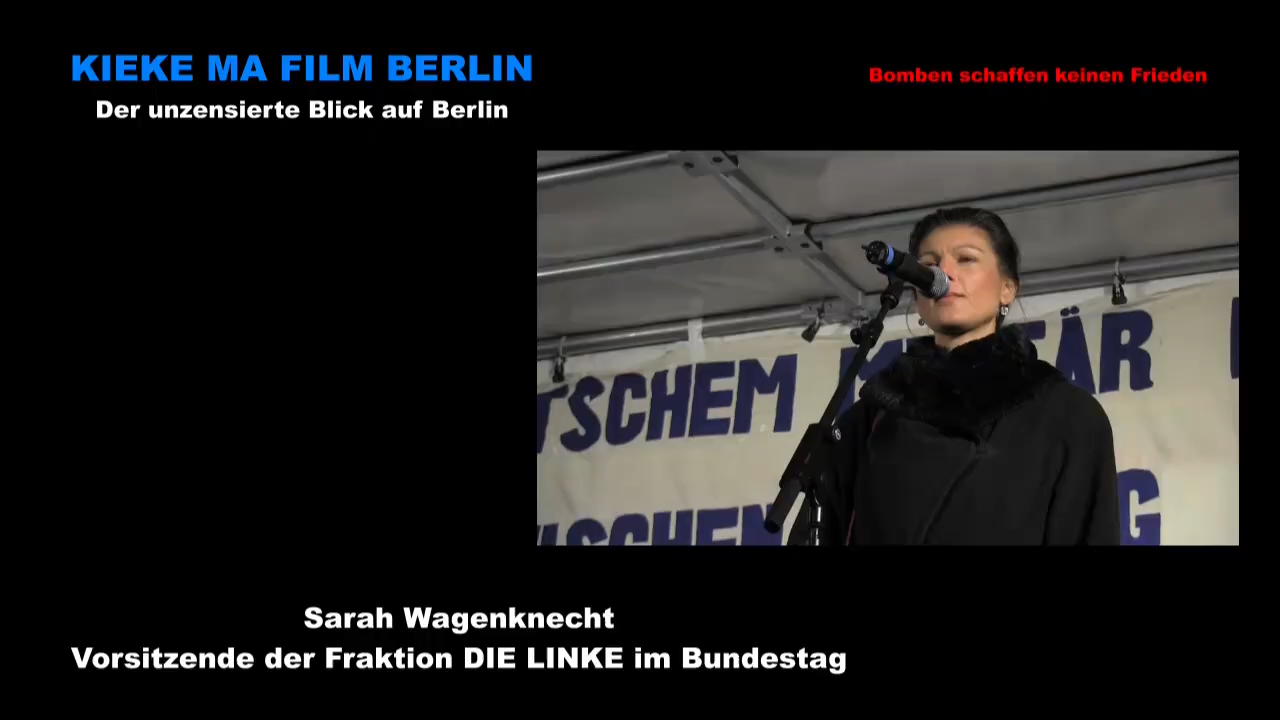 KIEKE MA FILM BERLIN
Bomben schaffen keinen Frieden
Der unzensierte Blick auf Berlin
TSCHEM
Sarah Wagenknecht
Vorsitzende der Fraktion DIE LINKE im Bundestag